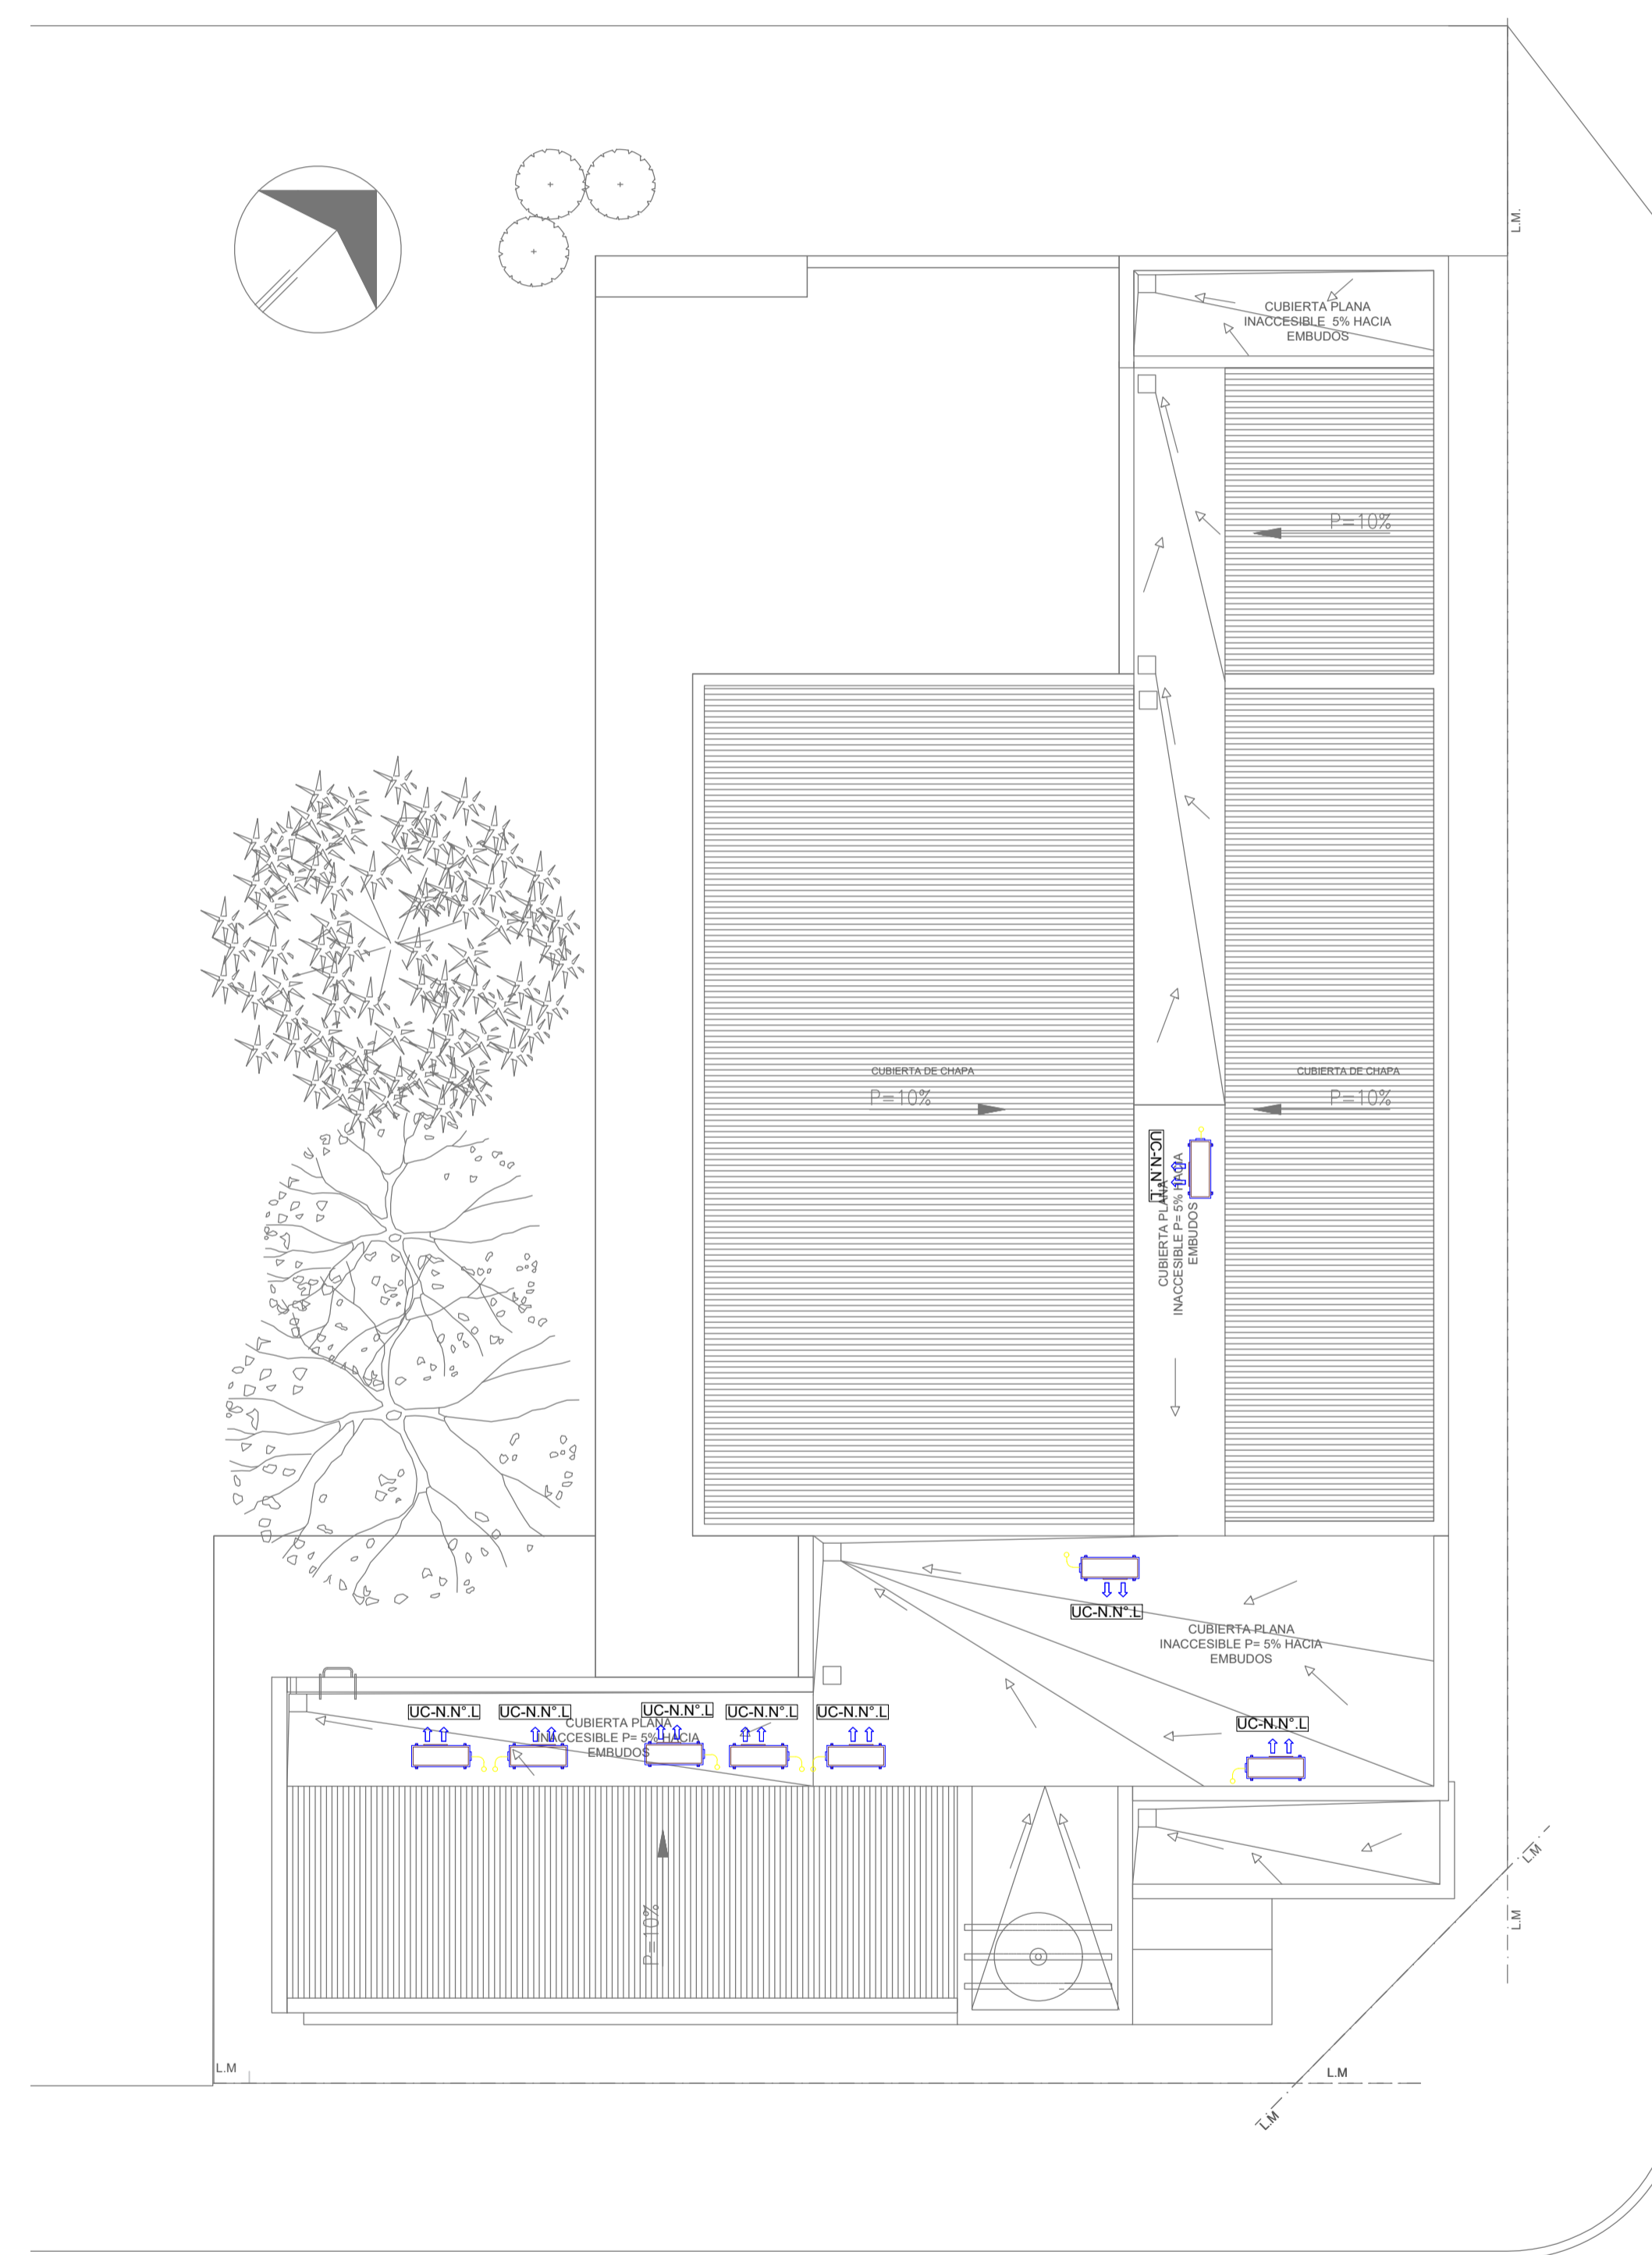 L.M.
CUBIERTA PLANA
INACCESIBLE 5% HACIA
EMBUDOS
P=10%
CUBIERTA DE CHAPA
P=10%
CUBIERTA DE CHAPA
P=10%
UC-N.N°.L
CUBIERTA PLANA
INACCESIBLE P= 5% HACIA
EMBUDOS
UC-N.N°.L
CUBIERTA PLANA
INACCESIBLE P= 5% HACIA
EMBUDOS
UC-N.N°.L
UC-N.N°.L
UC-N.N°.L
UC-N.N°.L
UC-N.N°.L
UC-N.N°.L
CUBIERTA PLANA
INACCESIBLE P= 5% HACIA
EMBUDOS
P=10%
L.M
L.M
L.M
L.M
L.M